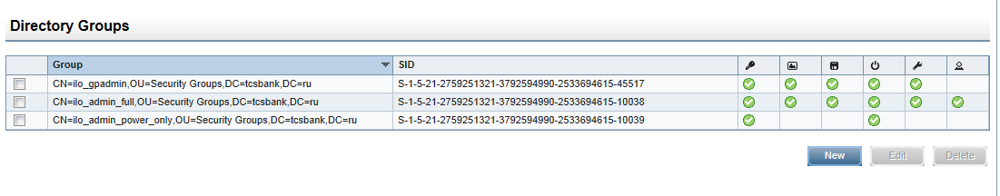 Directory Groups
Group SID
CN=ilo_gpadmin,OU=Security Groups,DC=tcsbank,DC=ru S-1-5-21-2759251321-3792594990-2533694615-45517
CN=ilo_admin_full,OU=Security Groups,DC=tcsbank,DC=ru S-1-5-21-2759251321-3792594990-2533694615-10038
CN=ilo_admin_power_only,OU=Security Groups,DC=tcsbank,DC=ru S-1-5-21-2759251321-3792594990-2533694615-10039
New Edit Delete